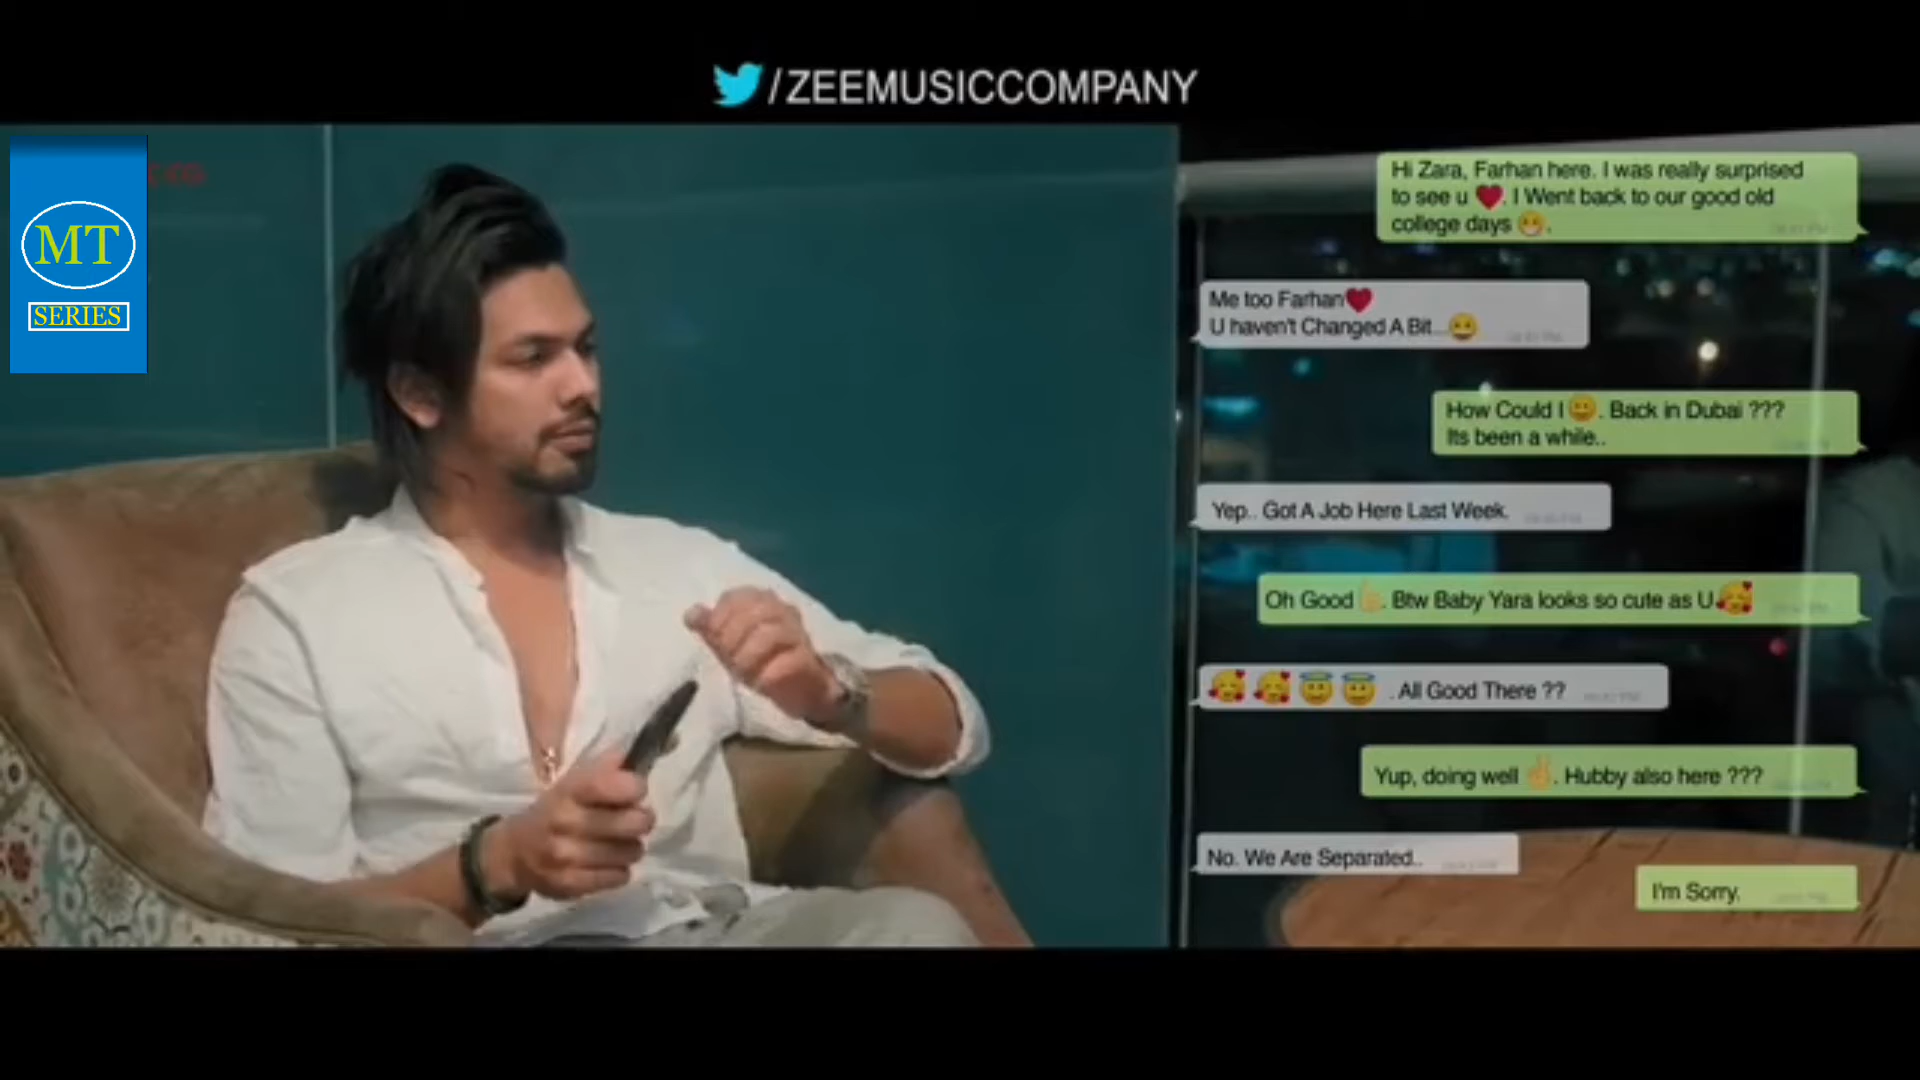 /ZEEMUSICCOMPANY
MT
SERIES
Hi Zara, Farhan here. I was really surprised
to see u ❤️. I Went back to our good old
college days 😁.
Me too Farhan❤️
U haven't Changed A Bit..😀
How Could I😀. Back in Dubai ???
Its been a while..
Yep.. Got A Job Here Last Week.
Oh Good 👍. Btw Baby Yara looks so cute as U🥰
🥰 🥰 😇 😇 . All Good There ??
Yup, doing well ✌️. Hubby also here ???
No. We Are Separated..
I'm Sorry.